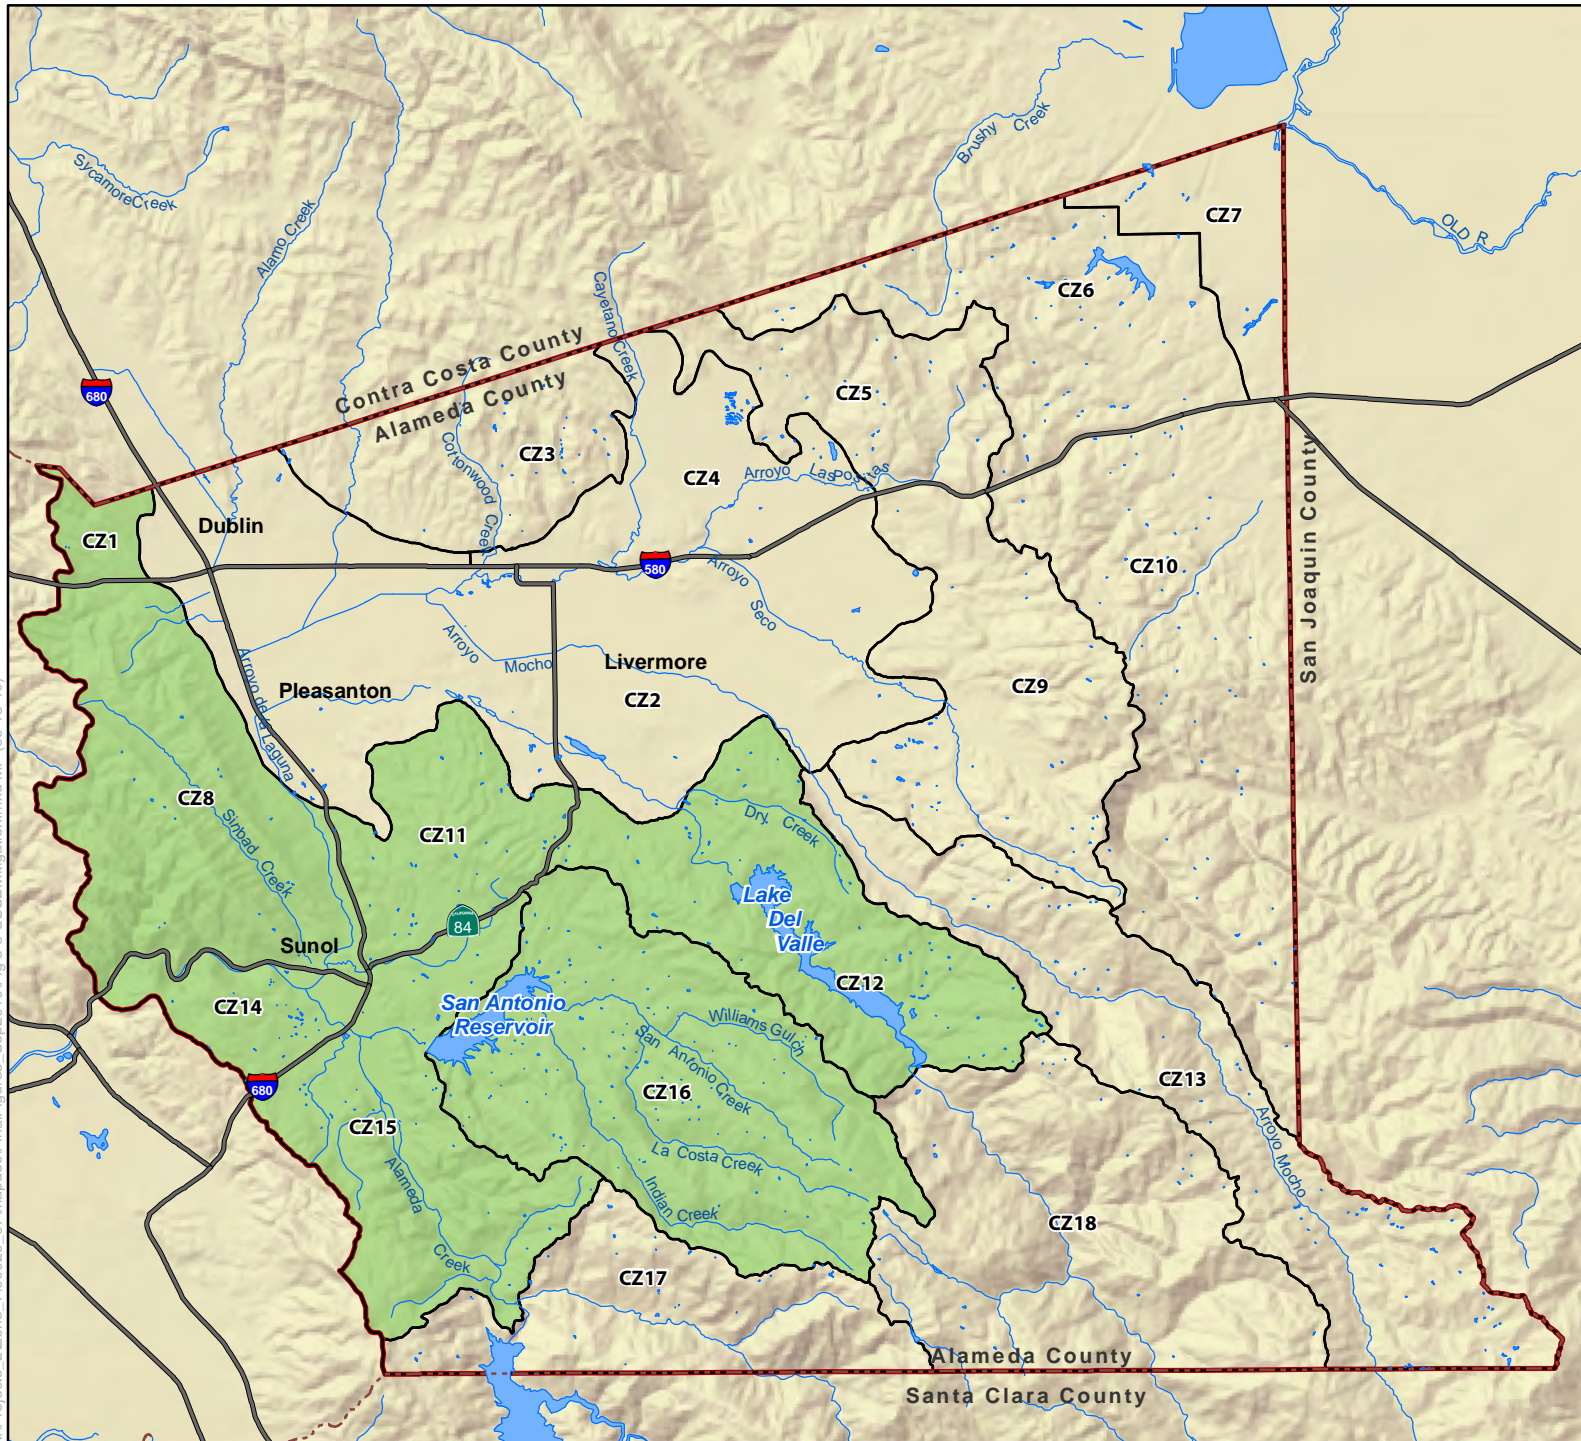 Brushy Creek
Sycamore Creek
CZ7
Alamo Creek
OLD R
Cayetano Creek
CZ6
Contra Costa County
Alameda County
680
CZ5
Cottonwood Creek
CZ3
CZ4
Arroyo Las Positas
San Joaquin County
Dublin
CZ1
580
Arroyo Seco
CZ10
Arroyo Mocho
Livermore
Pleasanton
CZ2
CZ9
Arroyo de la Laguna
CZ8
CZ11
Sinbad Creek
Dry Creek
Lake
Del
Valle
CALIFORNIA
84
Sunol
CZ12
CZ14
San Antonio
Reservoir
Williams Gulch
San Antonio Creek
680
CZ16
CZ13
CZ15
Arroyo Mocho
La Costa Creek
Alameda Creek
Indian Creek
CZ18
CZ17
Alameda County
Santa Clara County